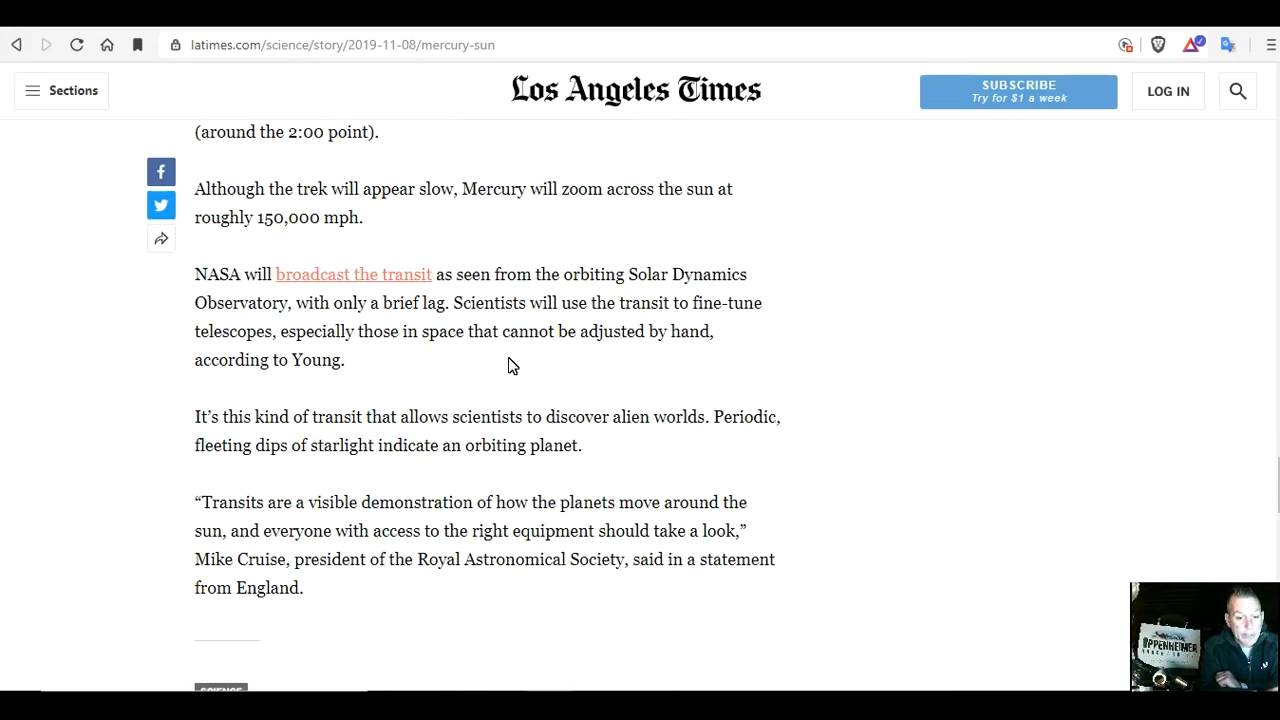 latimes.com/science/story/2019-11-08/mercury-sun
Sections
Los Angeles Times
SUBSCRIBE
Try for $1 a week
LOG IN
(around the 2:00 point).
Although the trek will appear slow, Mercury will zoom across the sun at
roughly 150,000 mph.
NASA will broadcast the transit as seen from the orbiting Solar Dynamics
Observatory, with only a brief lag. Scientists will use the transit to fine-tune
telescopes, especially those in space that cannot be adjusted by hand,
according to Young.
It’s this kind of transit that allows scientists to discover alien worlds. Periodic,
fleeting dips of starlight indicate an orbiting planet.
“Transits are a visible demonstration of how the planets move around the
sun, and everyone with access to the right equipment should take a look,”
Mike Cruise, president of the Royal Astronomical Society, said in a statement
from England.
SCIENCE
OPPENHEIMER